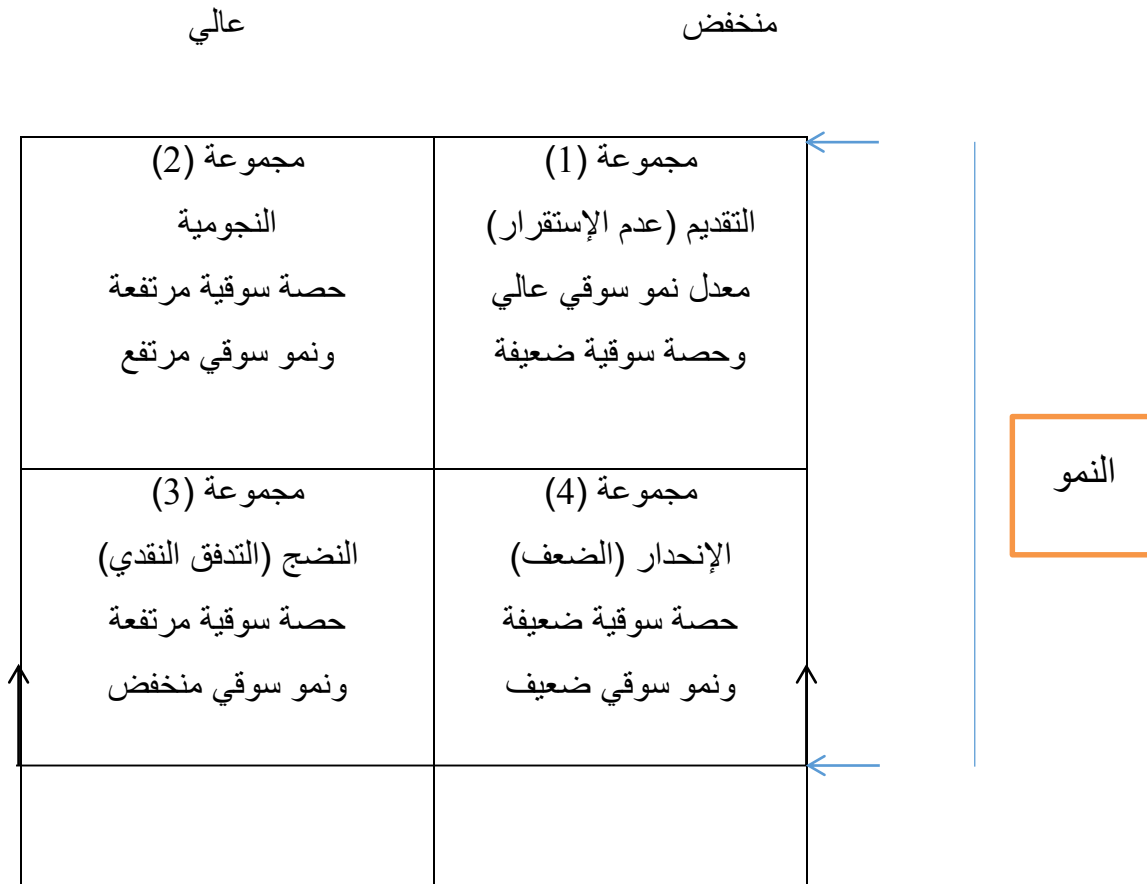 منخفض
عالي
مجموعة (1)
التقديم (عدم الإستقرار)
معدل نمو سوقي عالي
وحصة سوقية ضعيفة
مجموعة (2)
النجومية
حصة سوقية مرتفعة
ونمو سوقي مرتفع
النمو
مجموعة (4)
الإنحدار (الضعف)
حصة سوقية ضعيفة
ونمو سوقي ضعيف
مجموعة (3)
النضج (التدفق النقدي)
حصة سوقية مرتفعة
ونمو سوقي منخفض